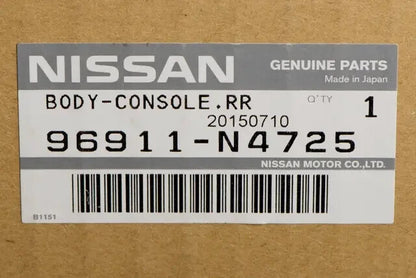 NISSAN
GENUINE PARTS
Made in Japan
BODY-CONSOLE.RR Q'TY 1
20150710
96911-N4725
NISSAN MOTOR CO.,LTD.
B1151